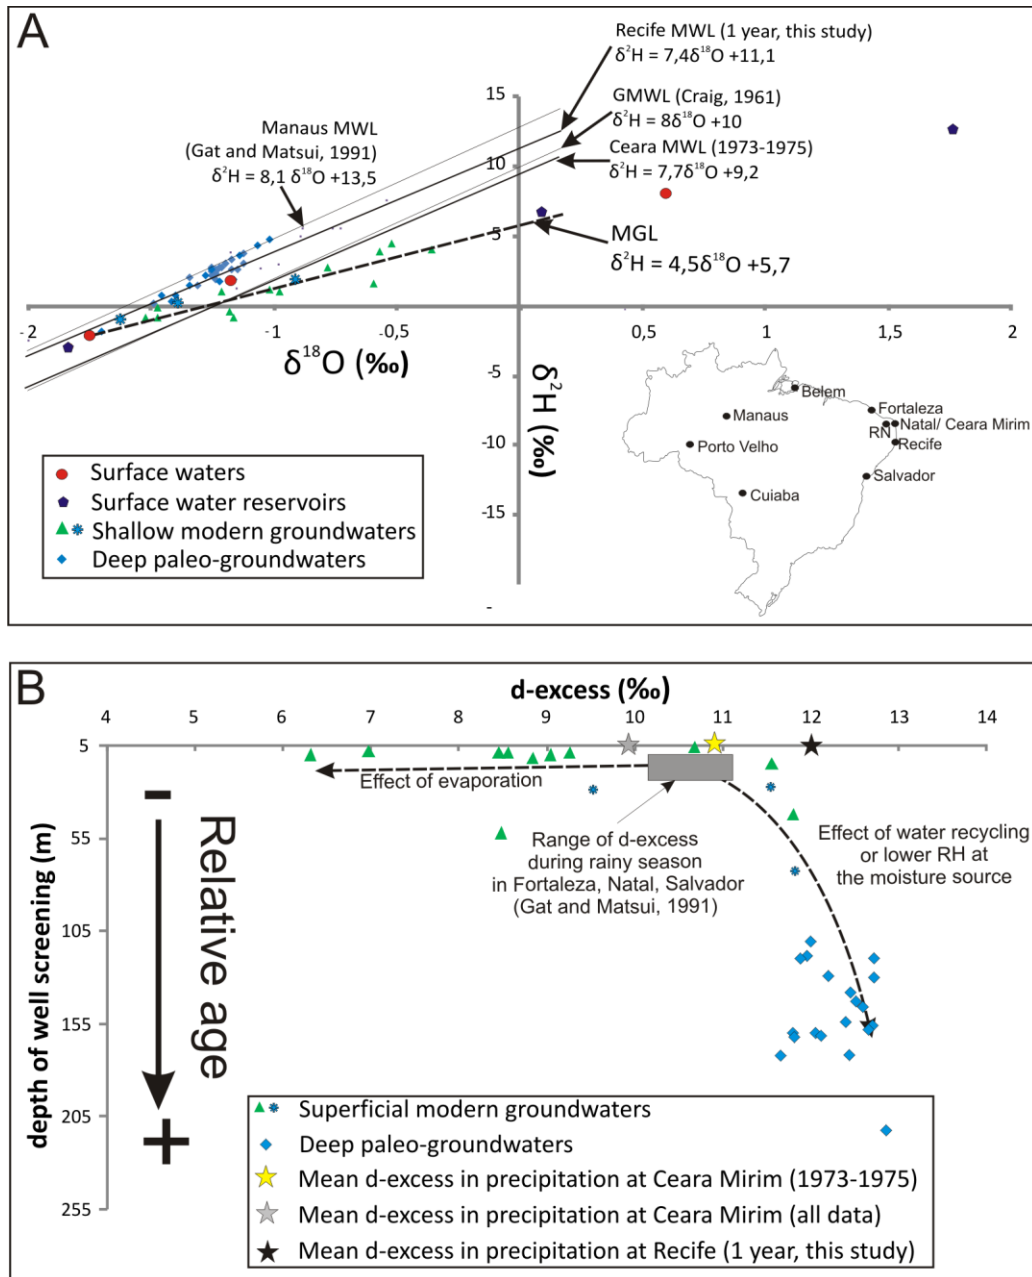 A
Recife MWL (1 year, this study)
δ²H = 7,4δ¹⁸O +11,1
GMWL (Craig, 1961)
δ²H = 8δ¹⁸O +10
Ceara MWL (1973-1975)
δ²H = 7,7δ¹⁸O +9,2
Manaus MWL
(Gat and Matsui, 1991)
δ²H = 8,1 δ¹⁸O +13,5
MGL
δ²H = 4,5δ¹⁸O +5,7
15
10
5
-5
-10
-15
-
-2
-1
-0,5
0,5
1
1,5
2
δ¹⁸O (‰)
δ²H (‰)
Belem
Fortaleza
Manaus
Natal/ Ceara Mirim
RN
Recife
Porto Velho
Salvador
Cuiaba
Surface waters
Surface water reservoirs
Shallow modern groundwaters
Deep paleo-groundwaters
B
d-excess (‰)
4 5 6 7 8 9 10 11 12 13 14
5
55
105
155
205
255
depth of well screening (m)
-
Relative age
+
Effect of evaporation
Range of d-excess
during rainy season
in Fortaleza, Natal, Salvador
(Gat and Matsui, 1991)
Effect of water recycling
or lower RH at
the moisture source
Superficial modern groundwaters
Deep paleo-groundwaters
Mean d-excess in precipitation at Ceara Mirim (1973-1975)
Mean d-excess in precipitation at Ceara Mirim (all data)
Mean d-excess in precipitation at Recife (1 year, this study)